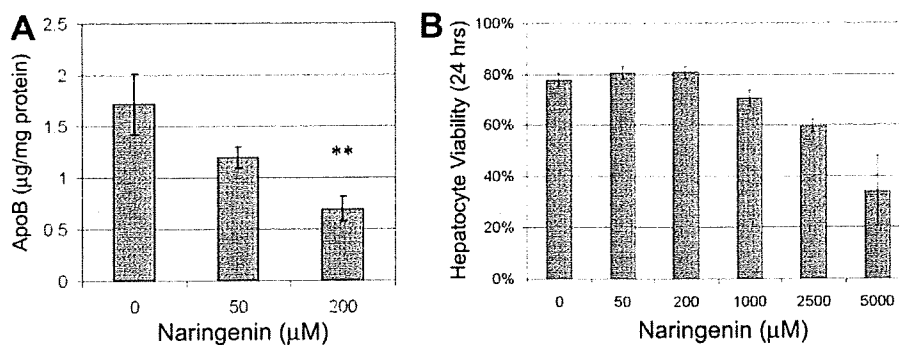 A
ApoB (µg/mg protein)
2.5
2
1.5
1
0.5
0
**
0 50 200
Naringenin (µM)
B
Hepatocyte Viability (24 hrs)
100%
80%
60%
40%
20%
0%
0 50 200 1000 2500 5000
Naringenin (µM)